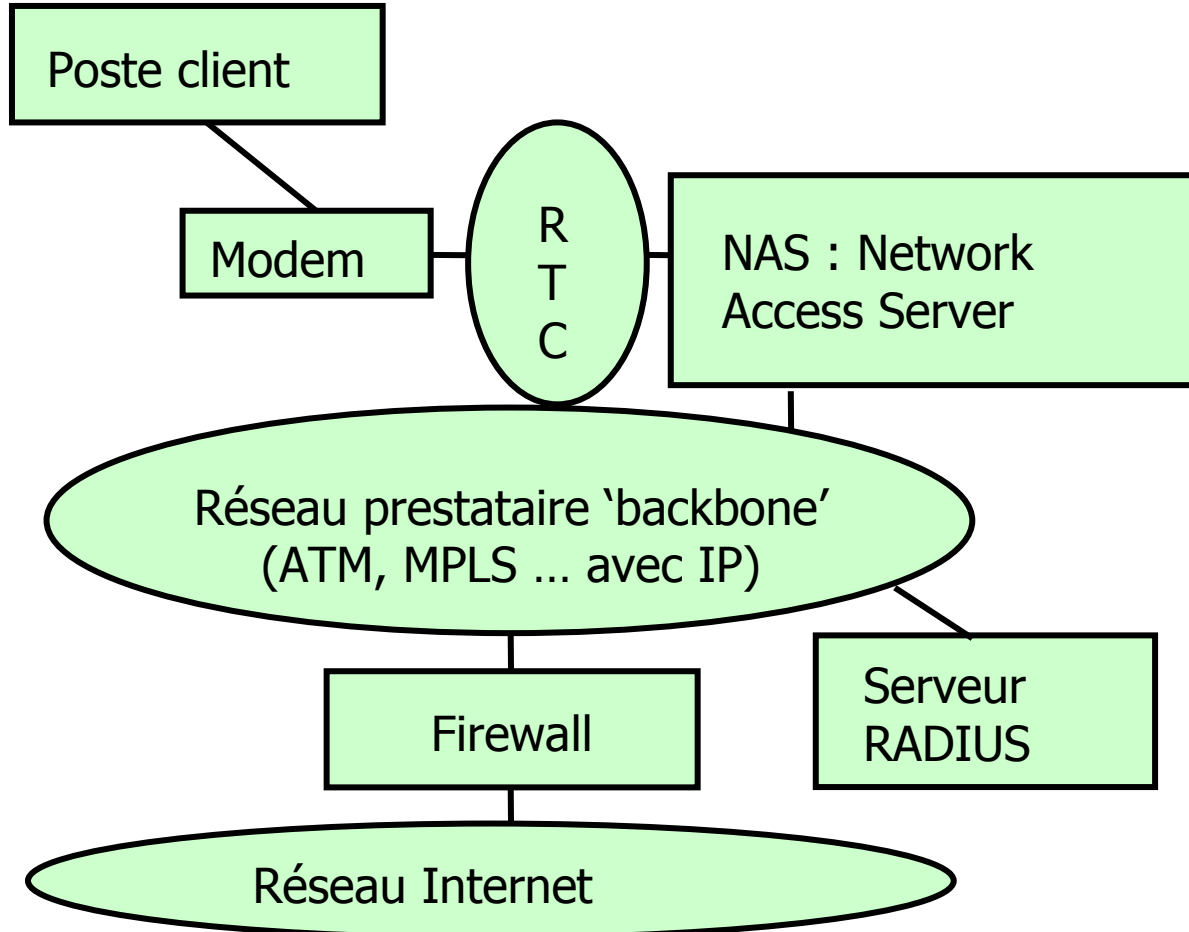 Poste client
Modem
R
T
C
NAS : Network
Access Server
Réseau prestataire ‘backbone’
(ATM, MPLS … avec IP)
Serveur
RADIUS
Firewall
Réseau Internet